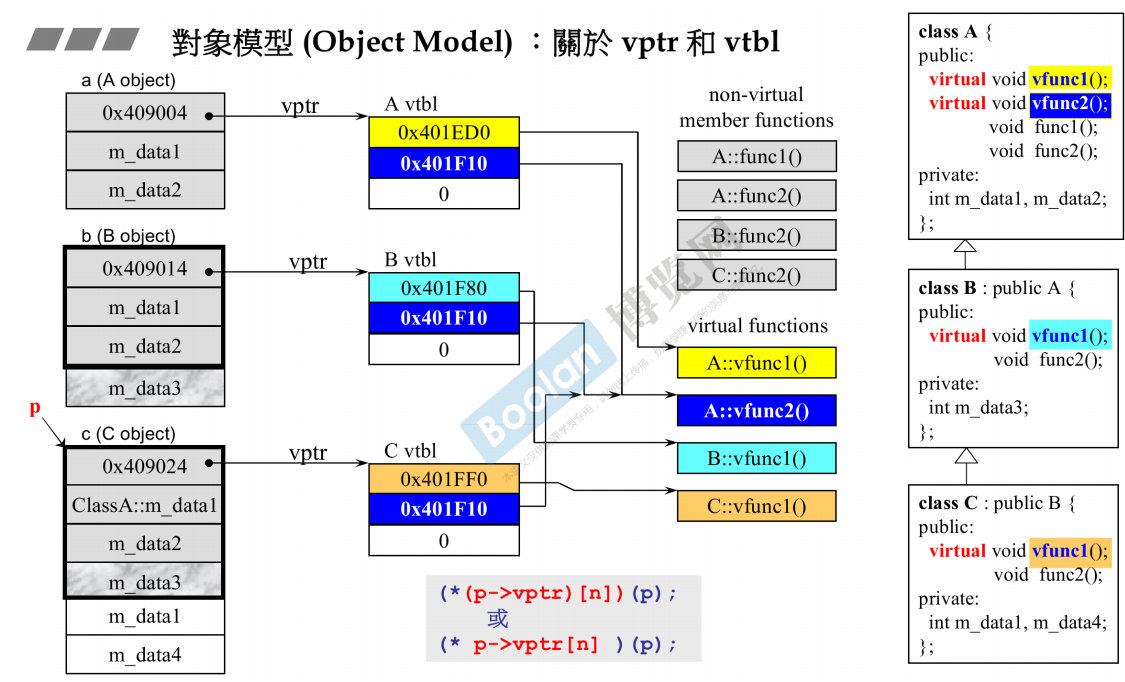 對象模型 (Object Model) ：關於 vptr 和 vtbl
a (A object)
0x409004
m_data1
m_data2
vptr
A vtbl
0x401ED0
0x401F10
0
b (B object)
0x409014
m_data1
m_data2
m_data3
vptr
B vtbl
0x401F80
0x401F10
0
p
c (C object)
0x409024
ClassA::m_data1
m_data2
m_data3
m_data1
m_data4
vptr
C vtbl
0x401FF0
0x401F10
0
non-virtual
member functions
A::func1()
A::func2()
B::func2()
C::func2()
virtual functions
A::vfunc1()
A::vfunc2()
B::vfunc1()
C::vfunc1()
(*(p->vptr)[n])(p);
或
(* p->vptr[n] )(p);
class A {
public:
virtual void vfunc1();
virtual void vfunc2();
void func1();
void func2();
private:
int m_data1, m_data2;
};
class B : public A {
public:
virtual void vfunc1();
void func2();
private:
int m_data3;
};
class C : public B {
public:
virtual void vfunc1();
void func2();
private:
int m_data1, m_data4;
};
Boolan
博览网